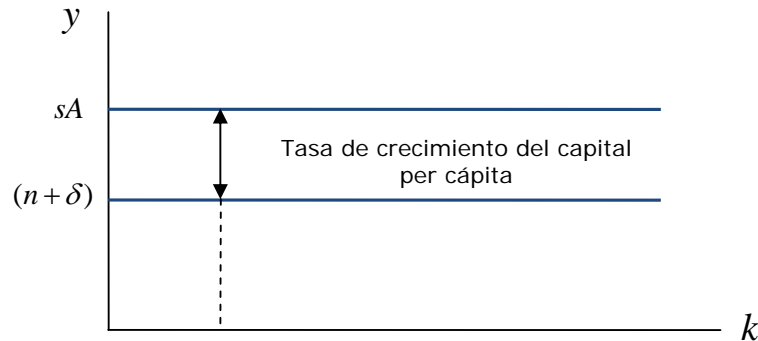 y
sA
Tasa de crecimiento del capital
per cápita
(n + δ)
k